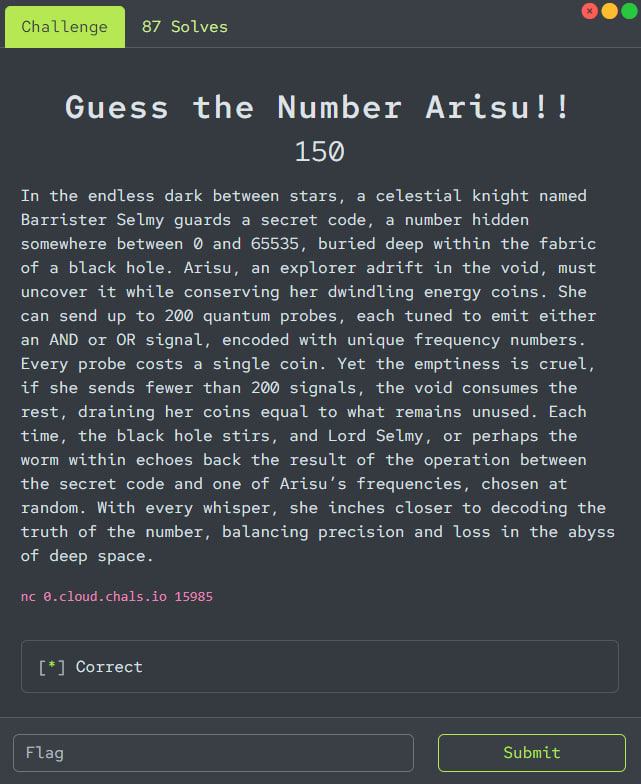 Challenge
87 Solves
Guess the Number Arisu!!
150
In the endless dark between stars, a celestial knight named
Barrister Selmy guards a secret code, a number hidden
somewhere between 0 and 65535, buried deep within the fabric
of a black hole. Arisu, an explorer adrift in the void, must
uncover it while conserving her dwindling energy coins. She
can send up to 200 quantum probes, each tuned to emit either
an AND or OR signal, encoded with unique frequency numbers.
Every probe costs a single coin. Yet the emptiness is cruel,
if she sends fewer than 200 signals, the void consumes the
rest, draining her coins equal to what remains unused. Each
time, the black hole stirs, and Lord Selmy, or perhaps the
worm within echoes back the result of the operation between
the secret code and one of Arisu’s frequencies, chosen at
random. With every whisper, she inches closer to decoding the
truth of the number, balancing precision and loss in the abyss
of deep space.
nc 0.cloud.chals.io 15985
[*] Correct
Flag
Submit